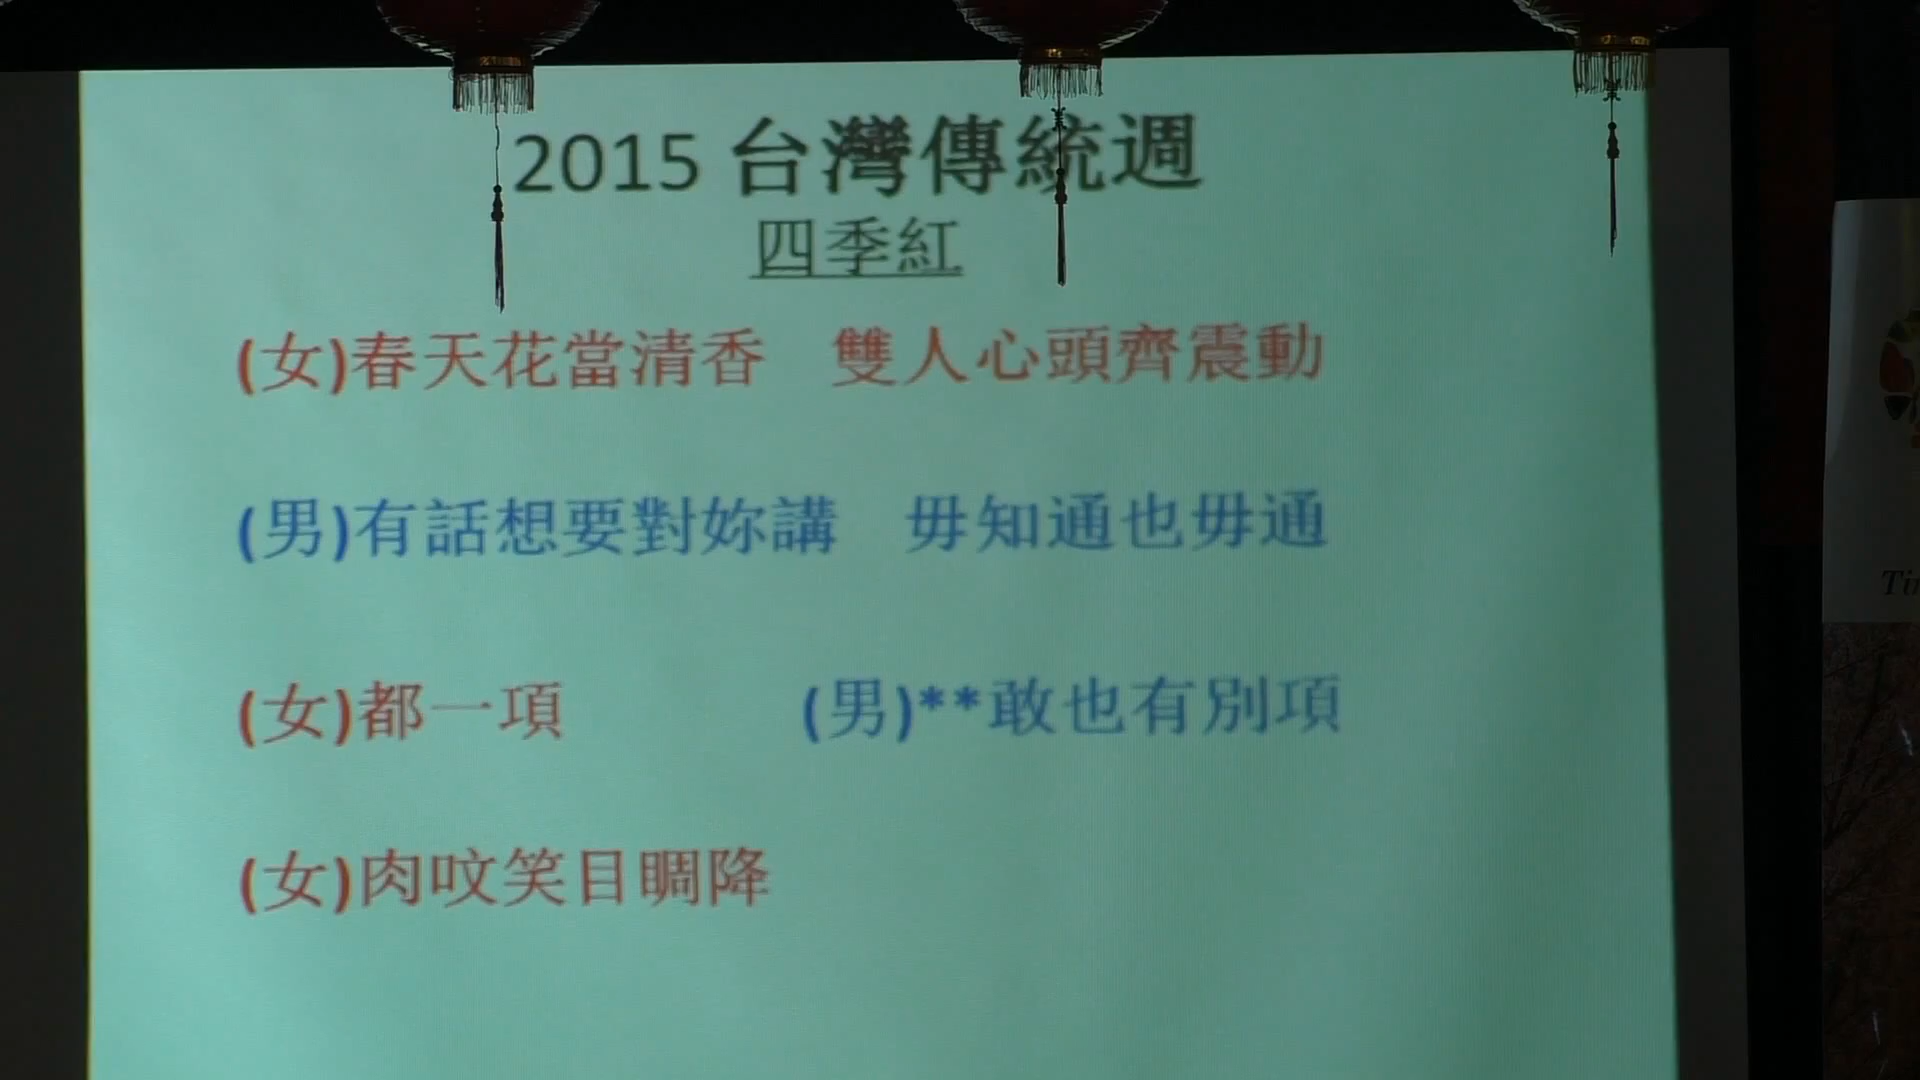 2015 台灣傳統週
四季紅
(女)春天花當清香　雙人心頭齊震動
(男)有話想要對妳講　毋知通也毋通
(女)都一項　(男)**敢也有別項
(女)肉呅笑目睭降